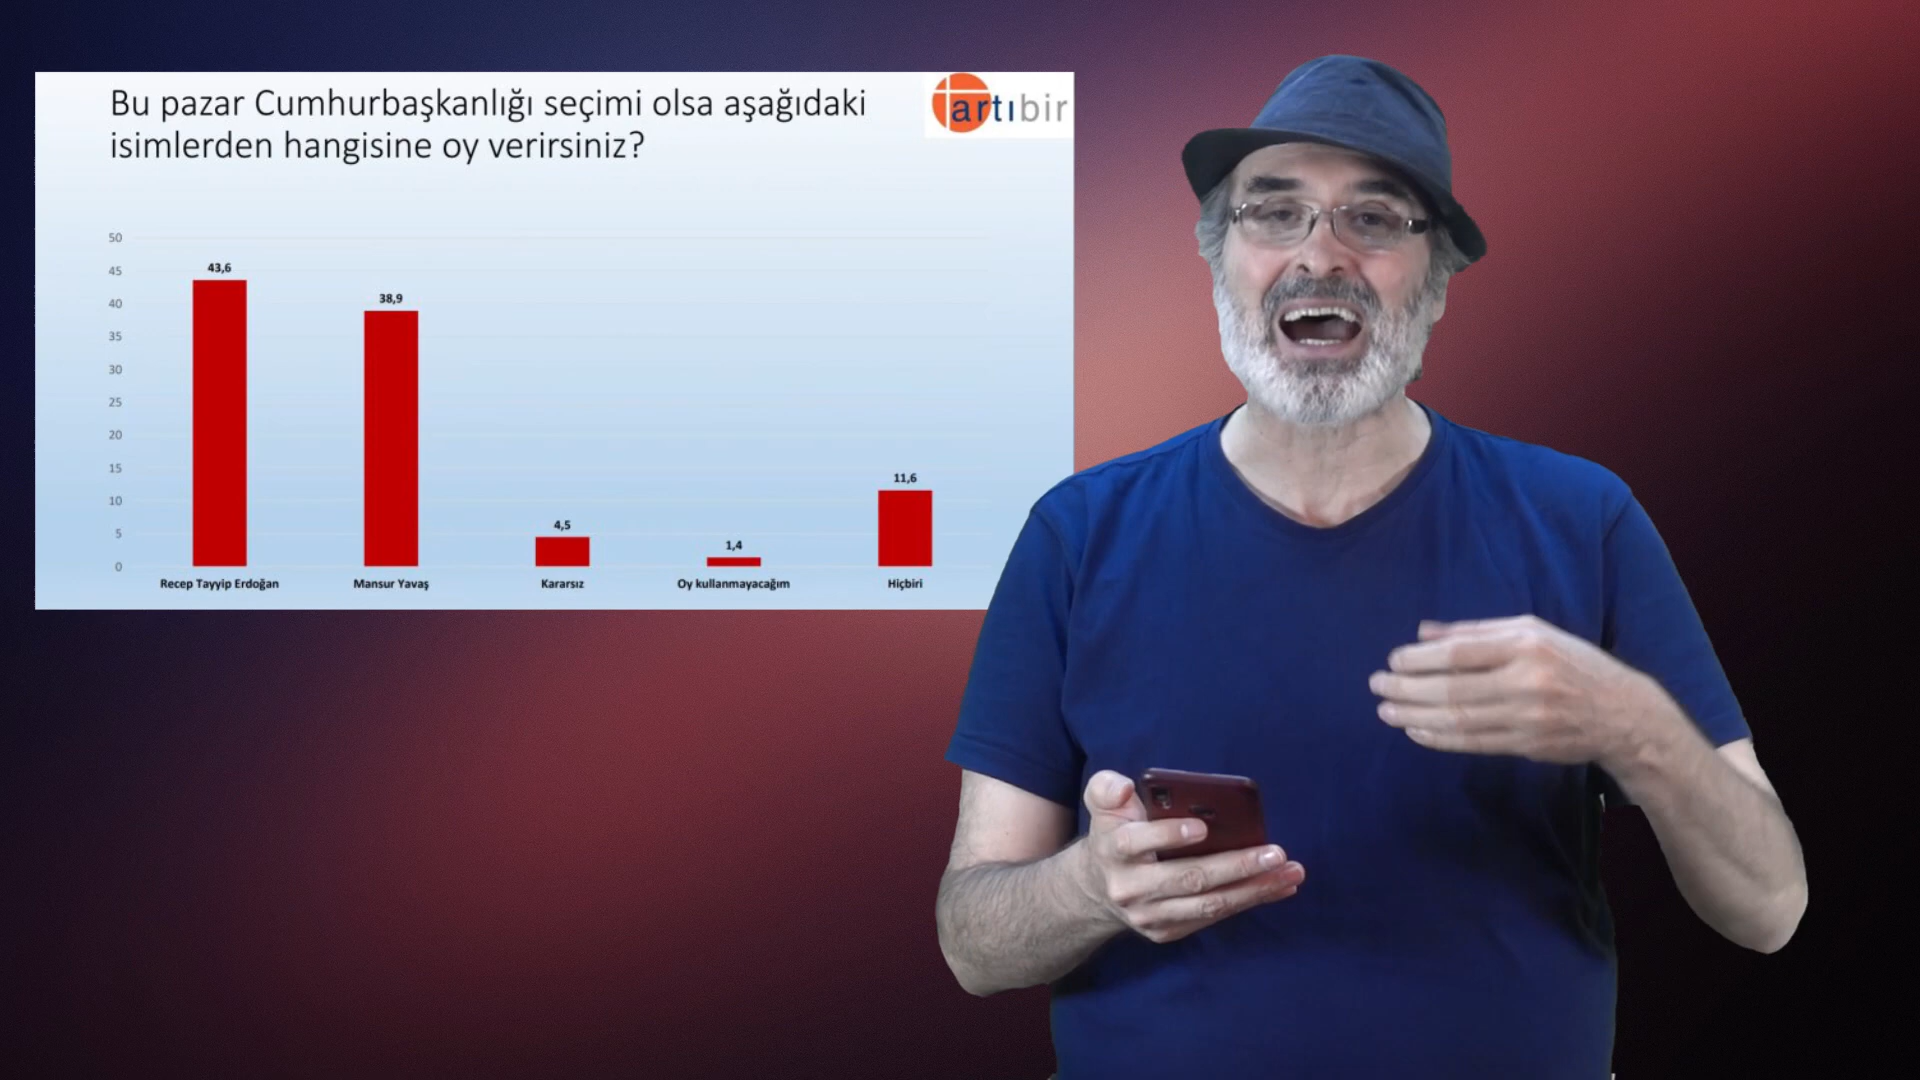 Bu pazar Cumhurbaşkanlığı seçimi olsa aşağıdaki
isimlerden hangisine oy verirsiniz?
artıbir
50
45
40
35
30
25
20
15
10
5
0
43,6
38,9
4,5
1,4
11,6
Recep Tayyip Erdoğan
Mansur Yavaş
Kararsız
Oy kullanmayacağım
Hiçbiri